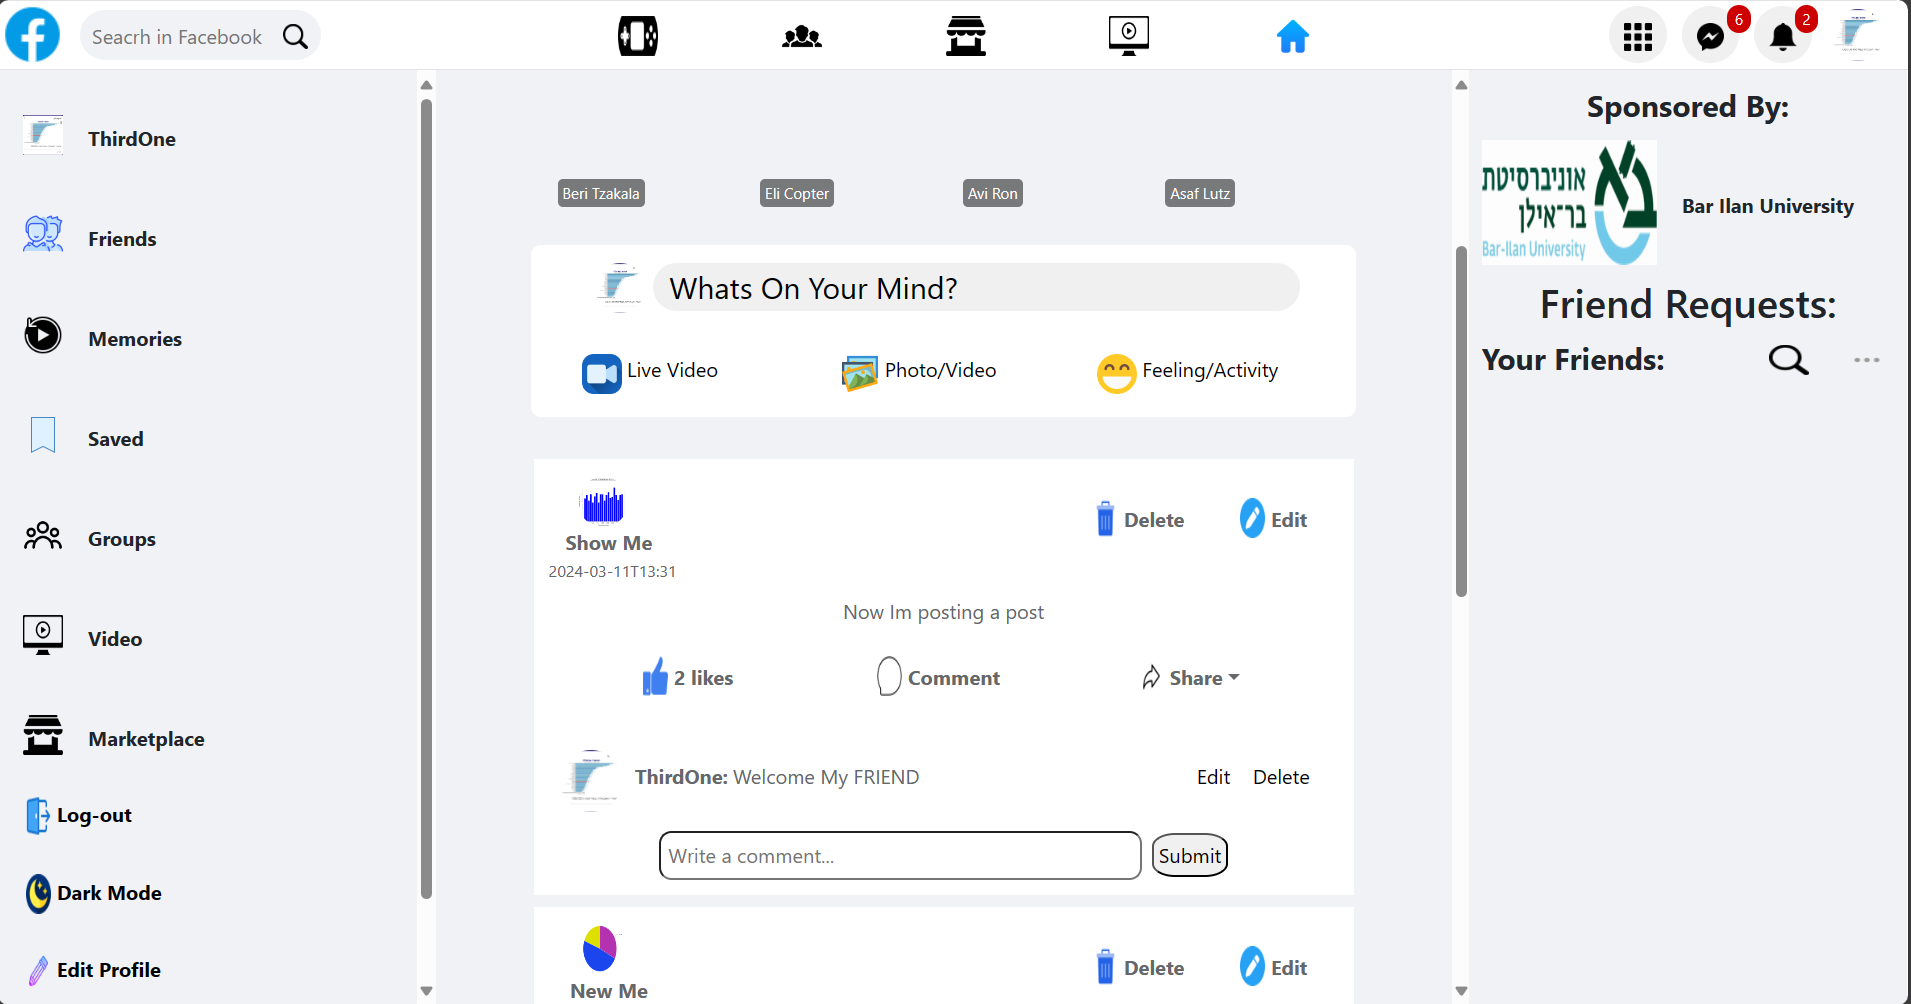 Seacrh in Facebook
6
2
ThirdOne
Friends
Memories
Saved
Groups
Video
Marketplace
Log-out
Dark Mode
Edit Profile
Beri Tzakala
Eli Copter
Avi Ron
Asaf Lutz
Whats On Your Mind?
Live Video
Photo/Video
Feeling/Activity
Show Me
2024-03-11T13:31
Delete
Edit
Now Im posting a post
2 likes
Comment
Share
ThirdOne: Welcome My FRIEND
Edit
Delete
Write a comment...
Submit
New Me
Delete
Edit
Sponsored By:
אוניברסיטת
בר-אילן
Bar-Ilan University
Bar Ilan University
Friend Requests:
Your Friends: